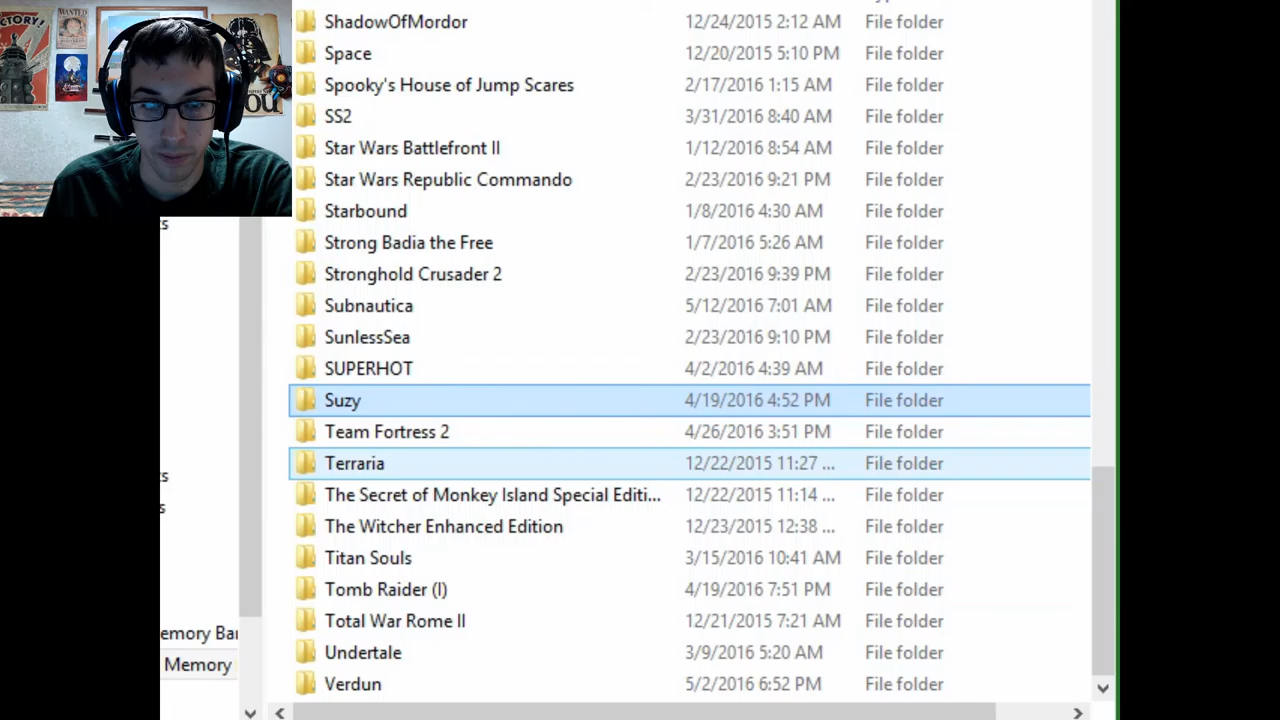 VICTORY!
WANTED
YOU
ShadowOfMordor 12/24/2015 2:12 AM File folder
Space 12/20/2015 5:10 PM File folder
Spooky's House of Jump Scares 2/17/2016 1:15 AM File folder
SS2 3/31/2016 8:40 AM File folder
Star Wars Battlefront II 1/12/2016 8:54 AM File folder
Star Wars Republic Commando 2/23/2016 9:21 PM File folder
Starbound 1/8/2016 4:30 AM File folder
Strong Badia the Free 1/7/2016 5:26 AM File folder
Stronghold Crusader 2 2/23/2016 9:39 PM File folder
Subnautica 5/12/2016 7:01 AM File folder
SunlessSea 2/23/2016 9:10 PM File folder
SUPERHOT 4/2/2016 4:39 AM File folder
Suzy 4/19/2016 4:52 PM File folder
Team Fortress 2 4/26/2016 3:51 PM File folder
Terraria 12/22/2015 11:27 ... File folder
The Secret of Monkey Island Special Editi... 12/22/2015 11:14 ... File folder
The Witcher Enhanced Edition 12/23/2015 12:38 ... File folder
Titan Souls 3/15/2016 10:41 AM File folder
Tomb Raider (I) 4/19/2016 7:51 PM File folder
Total War Rome II 12/21/2015 7:21 AM File folder
emory Bar
Undertale 3/9/2016 5:20 AM File folder
Memory
Verdun 5/2/2016 6:52 PM File folder